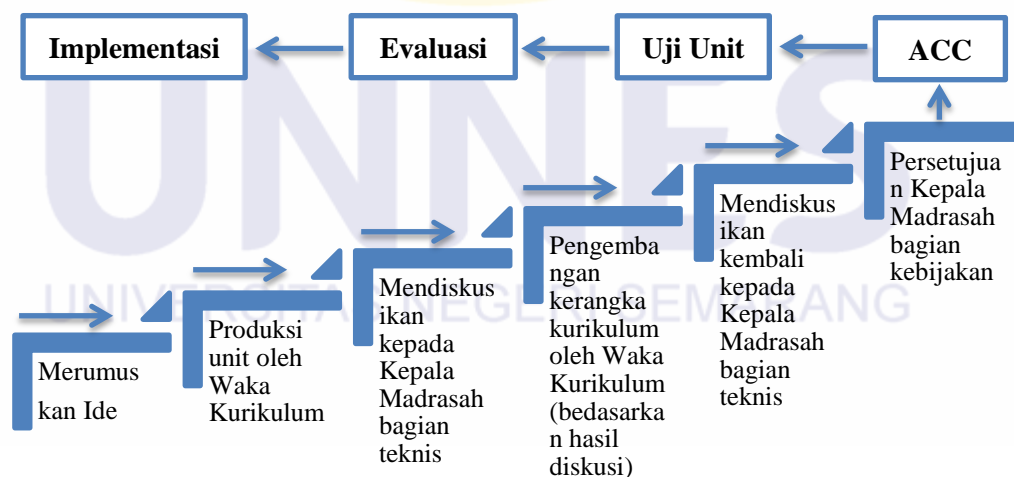 Implementasi
Evaluasi
Uji Unit
ACC
UNNES
UNIVERSITAS NEGERI SEMARANG
Merumus
kan Ide
Produksi
unit oleh
Waka
Kurikulum
Mendiskus
ikan
kepada
Kepala
Madrasah
bagian
teknis
Pengemba
ngan
kerangka
kurikulum
oleh Waka
Kurikulum
(bedasarka
n hasil
diskusi)
Mendiskus
ikan
kembali
kepada
Kepala
Madrasah
bagian
teknis
Persetujua
n Kepala
Madrasah
bagian
kebijakan